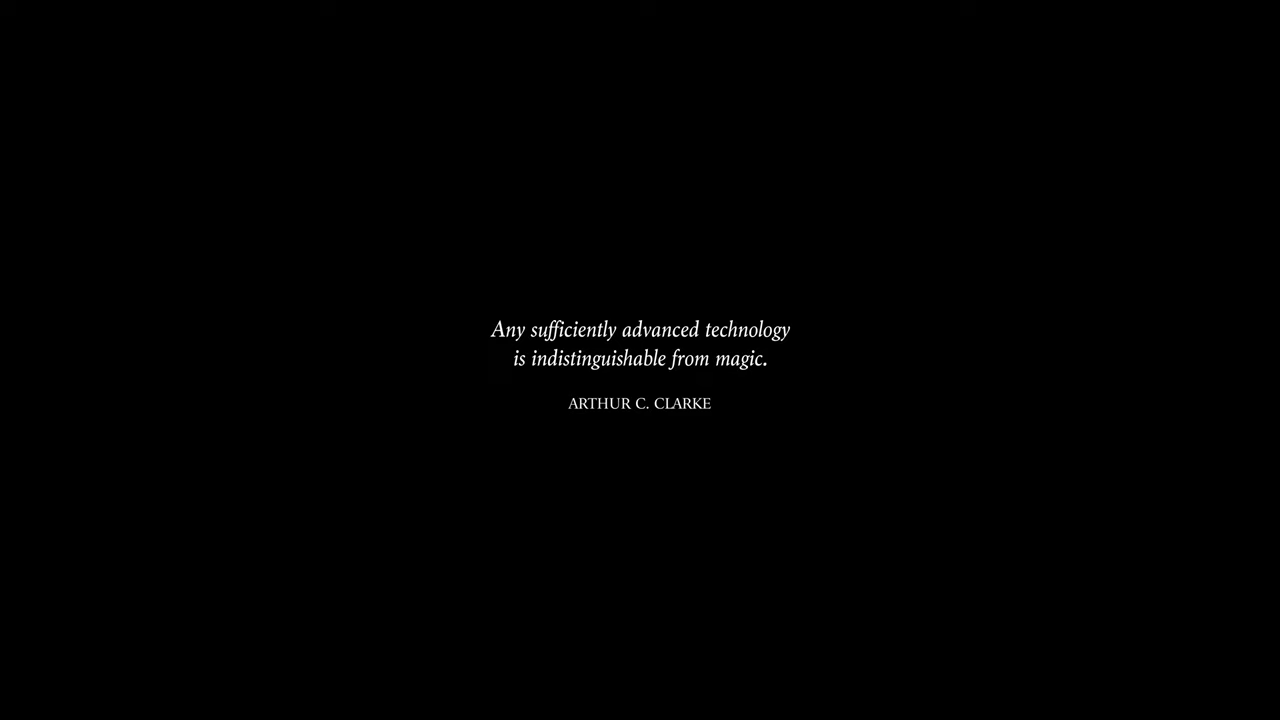 Any sufficiently advanced technology
is indistinguishable from magic.
ARTHUR C. CLARKE